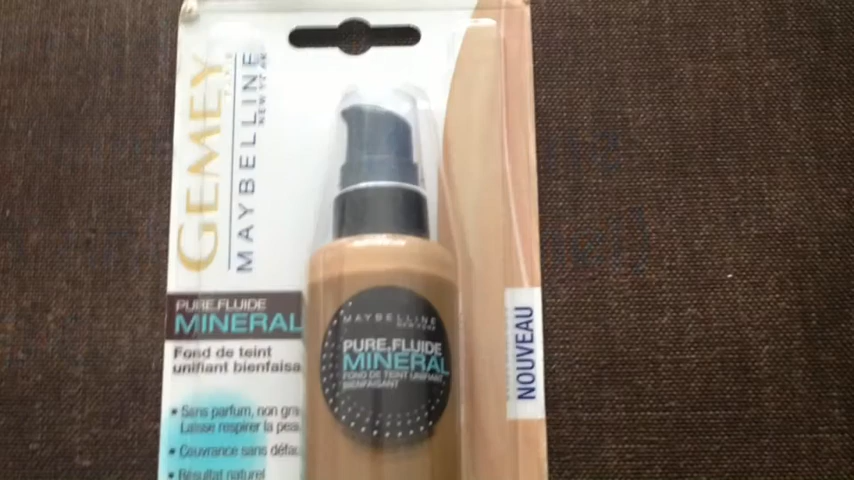 GEMEY
PARIS
MAYBELLINE
NEW YORK
PURE.FLUIDE
MINERAL
Fond de teint
unifiant bienfaisa
• Sans parfum, non gra
Laisse respirer la peau
• Couvrance sans défau
• Résultat naturel
MAYBELLINE
NEW YORK
PURE.FLUIDE
MINERAL
FOND DE TEINT UNIFIANT
BIENFAISANT
NOUVEAU